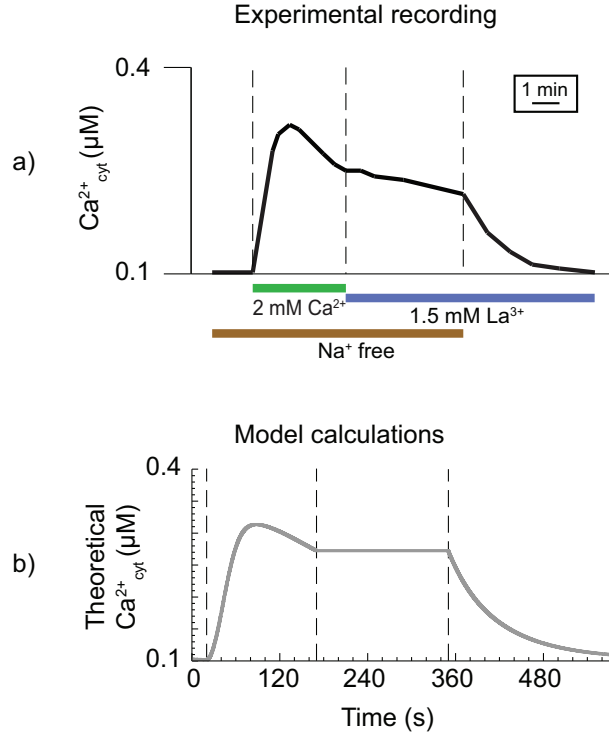 Experimental recording
a)
Ca²⁺cyt (µM)
0.4
0.1
1 min
2 mM Ca²⁺
1.5 mM La³⁺
Na⁺ free
Model calculations
b)
Theoretical
Ca²⁺cyt (µM)
0.4
0.1
0 120 240 360 480
Time (s)